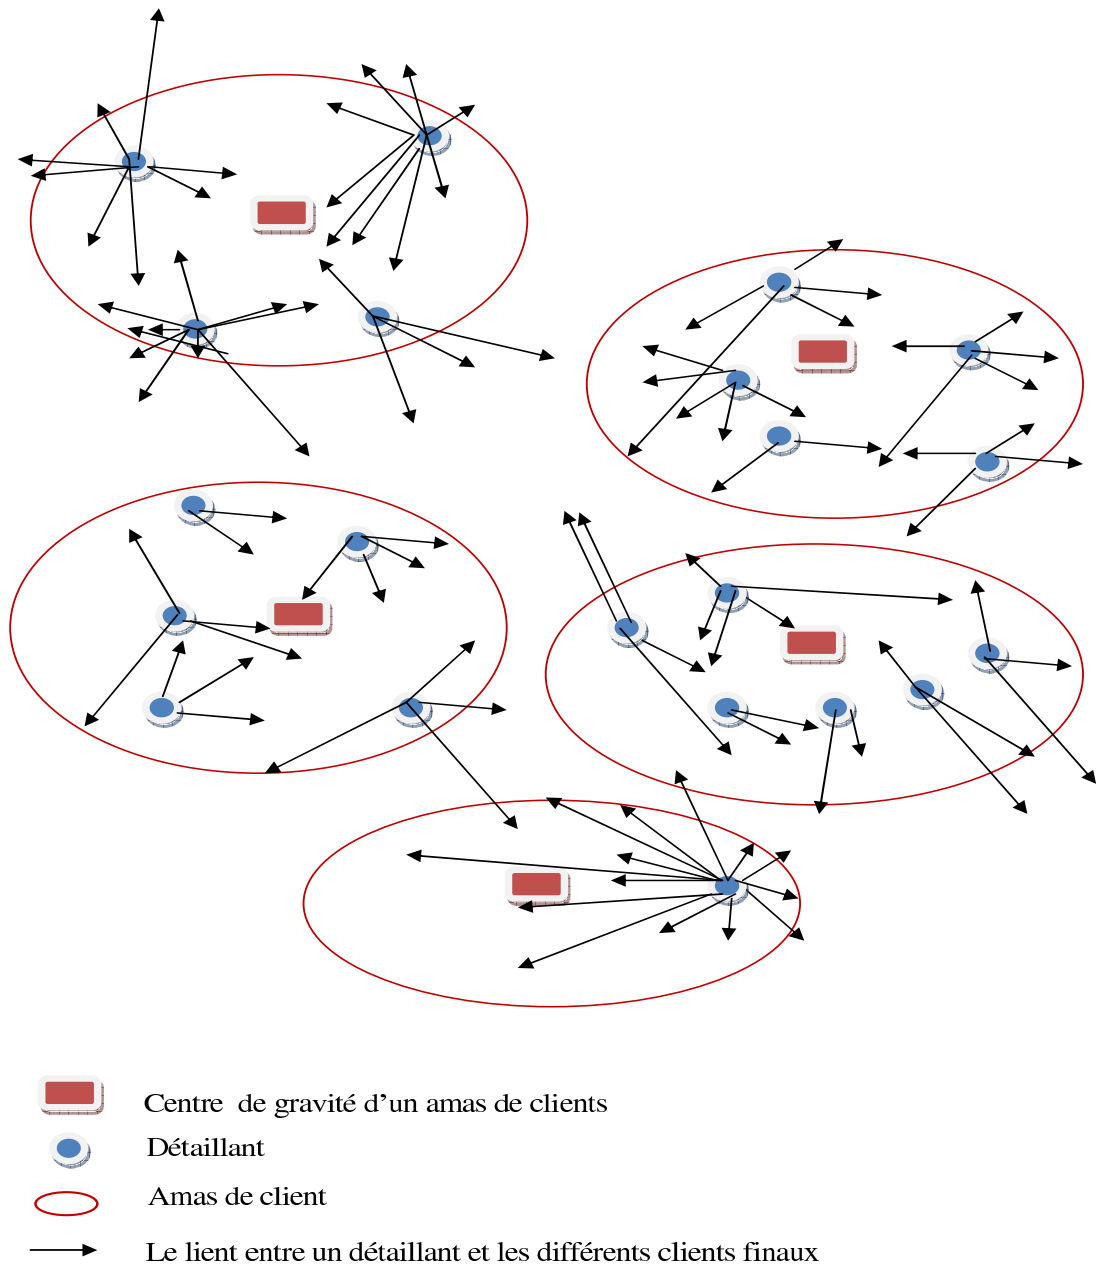 Centre de gravité d’un amas de clients
Détaillant
Amas de client
Le lient entre un détaillant et les différents clients finaux